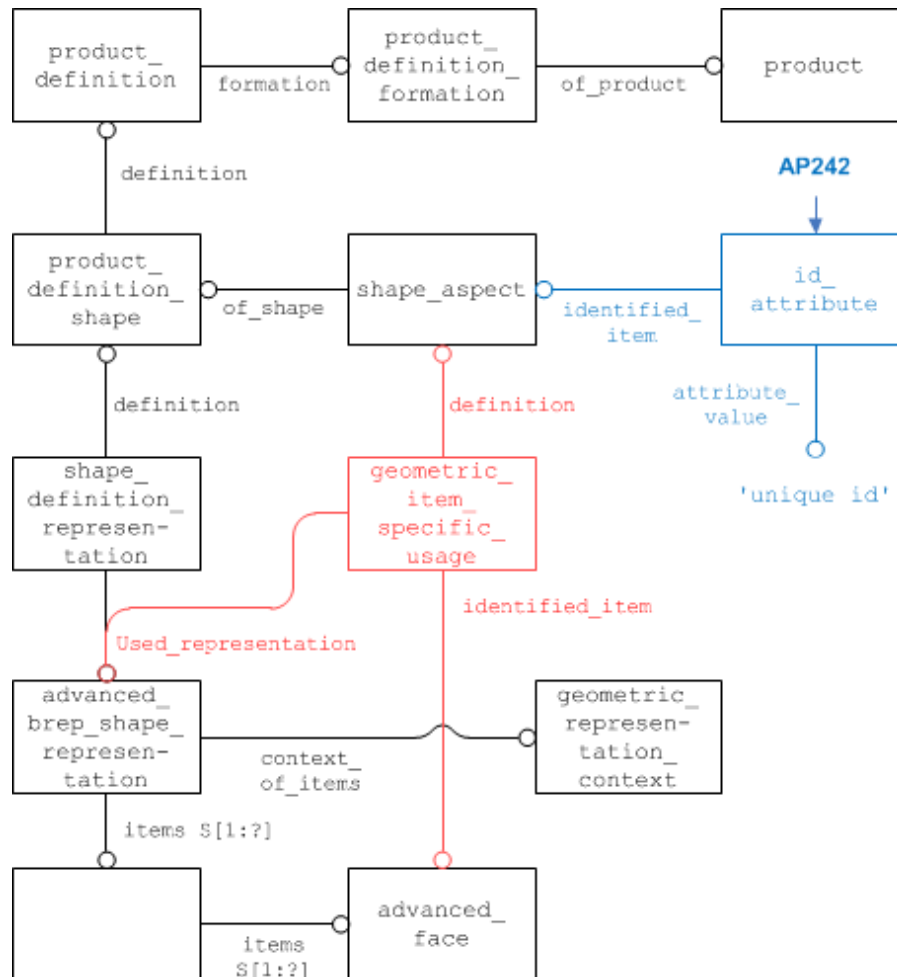 product_
definition
formation
product_
definition_
formation
of_product
product
definition
AP242
product_
definition_
shape
of_shape
shape_aspect
identified_
item
id_
attribute
definition
definition
attribute_
value
shape_
definition_
represen-
tation
geometric_
item_
specific_
usage
'unique id'
identified_item
Used_representation
advanced_
brep_shape_
represen-
tation
context_
of_items
geometric_
represen-
tation_
context
items S[1:?]
items
S[1:?]
advanced_
face